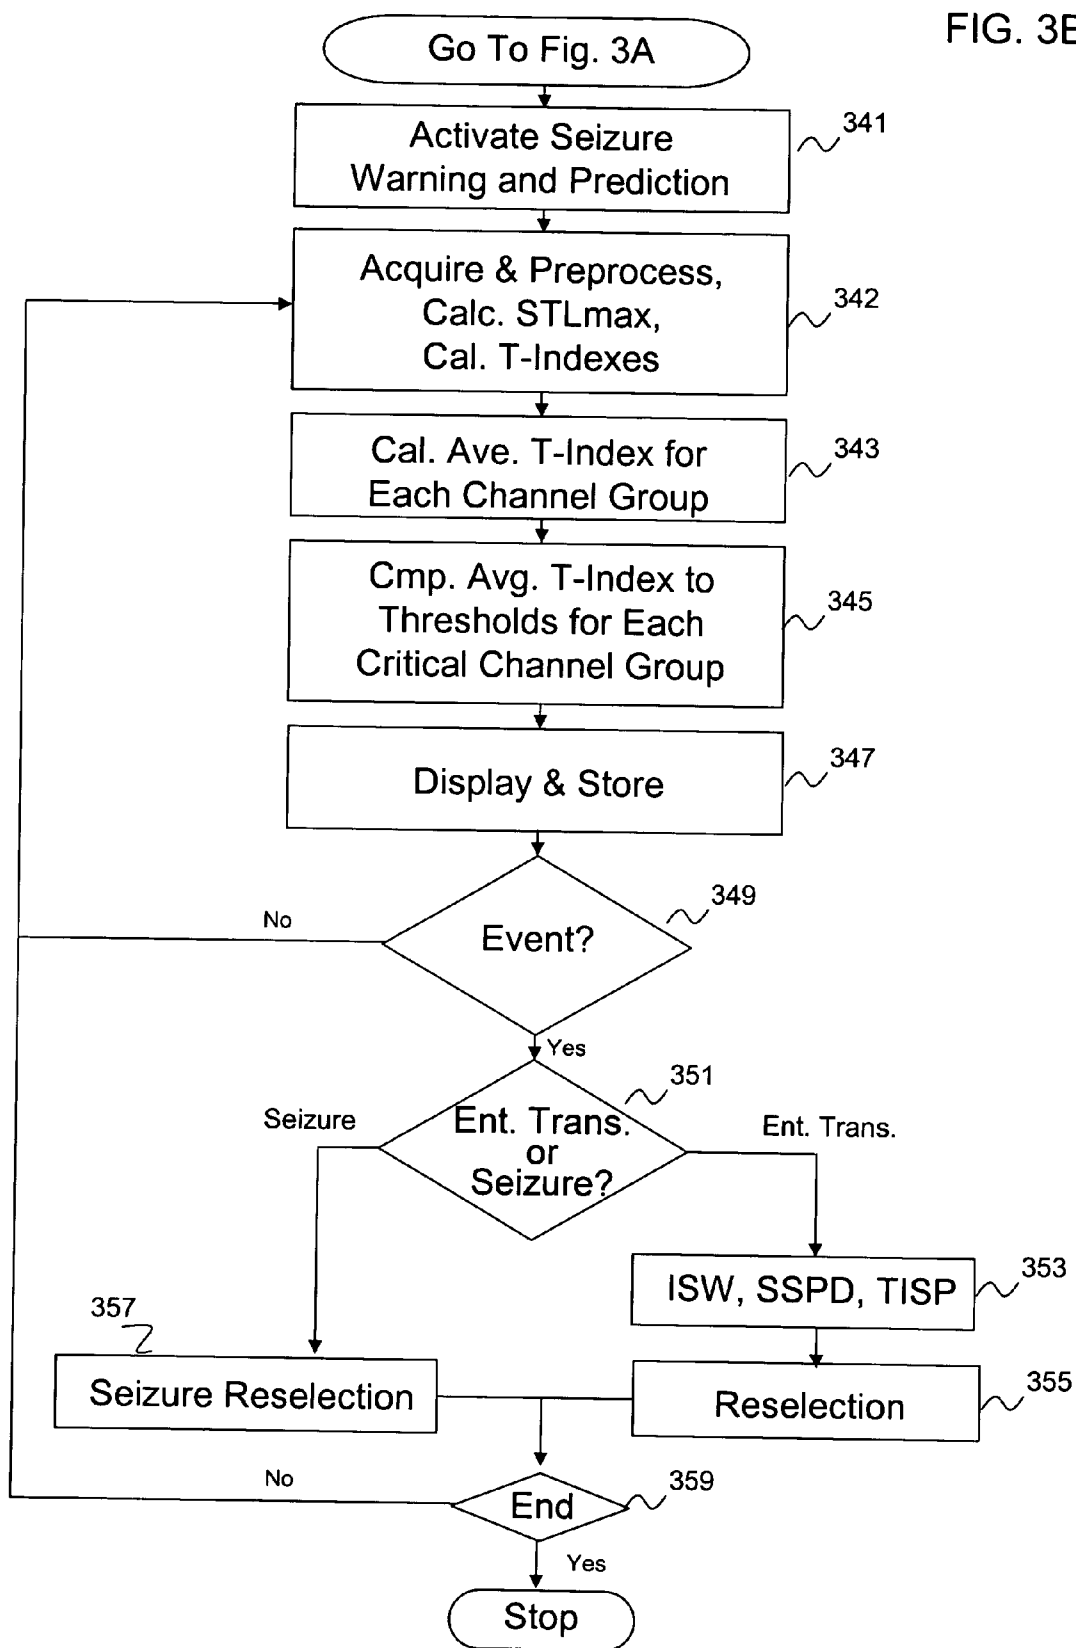 FIG. 3B
Go To Fig. 3A
Activate Seizure
Warning and Prediction
341
Acquire & Preprocess,
Calc. STLmax,
Cal. T-Indexes
342
Cal. Ave. T-Index for
Each Channel Group
343
Cmp. Avg. T-Index to
Thresholds for Each
Critical Channel Group
345
Display & Store
347
Event?
349
No
Yes
Ent. Trans.
or
Seizure?
351
Seizure
Ent. Trans.
ISW, SSPD, TISP
353
357
Seizure Reselection
Reselection
355
No
End
359
Yes
Stop